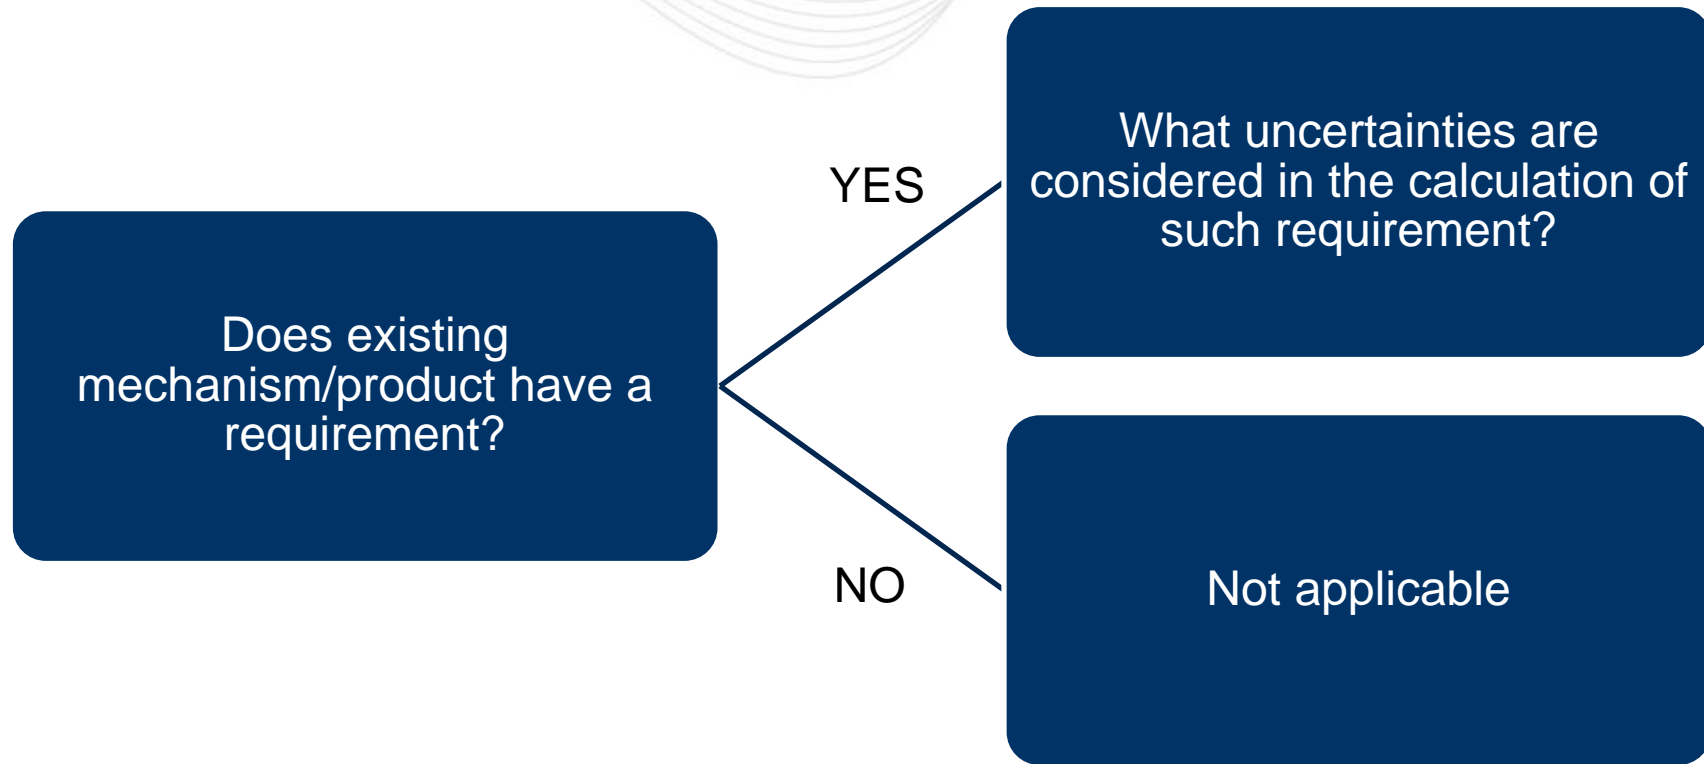 Does existing
mechanism/product have a
requirement?
YES
What uncertainties are
considered in the calculation of
such requirement?
NO
Not applicable